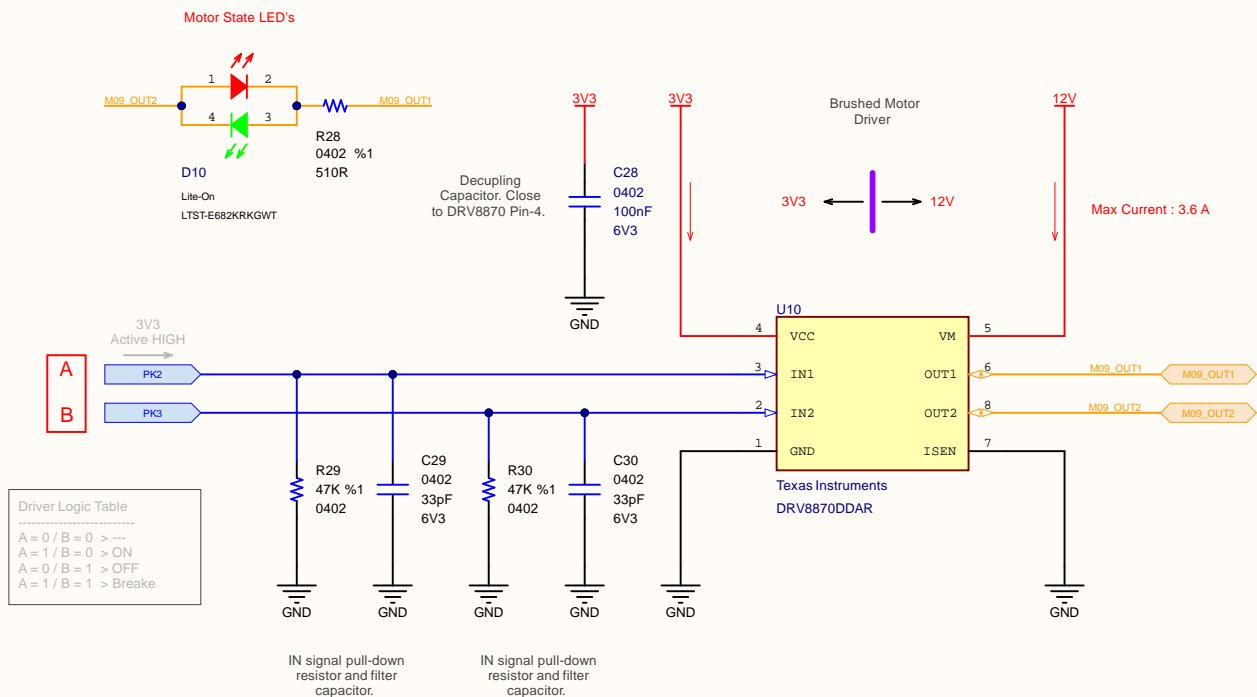 Motor State LED's
M09_OUT2
1
2
4
3
M09_OUT1
R28
0402 %1
510R
D10
Lite-On
LTST-E682KRKGWT
3V3
Decupling
Capacitor. Close
to DRV8870 Pin-4.
C28
0402
100nF
6V3
GND
3V3
Brushed Motor
Driver
3V3
12V
12V
Max Current : 3.6 A
3V3
Active HIGH
A
B
PK2
PK3
U10
4
VCC
VM
5
3
IN1
OUT1
6
M09_OUT1
M09_OUT1
2
IN2
OUT2
8
M09_OUT2
M09_OUT2
1
GND
ISEN
7
Texas Instruments
DRV8870DDAR
R29
47K %1
0402
C29
0402
33pF
6V3
R30
47K %1
0402
C30
0402
33pF
6V3
Driver Logic Table
--------------------------
A = 0 / B = 0 > ---
A = 1 / B = 0 > ON
A = 0 / B = 1 > OFF
A = 1 / B = 1 > Breake
GND
GND
GND
GND
GND
GND
IN signal pull-down
resistor and filter
capacitor.
IN signal pull-down
resistor and filter
capacitor.